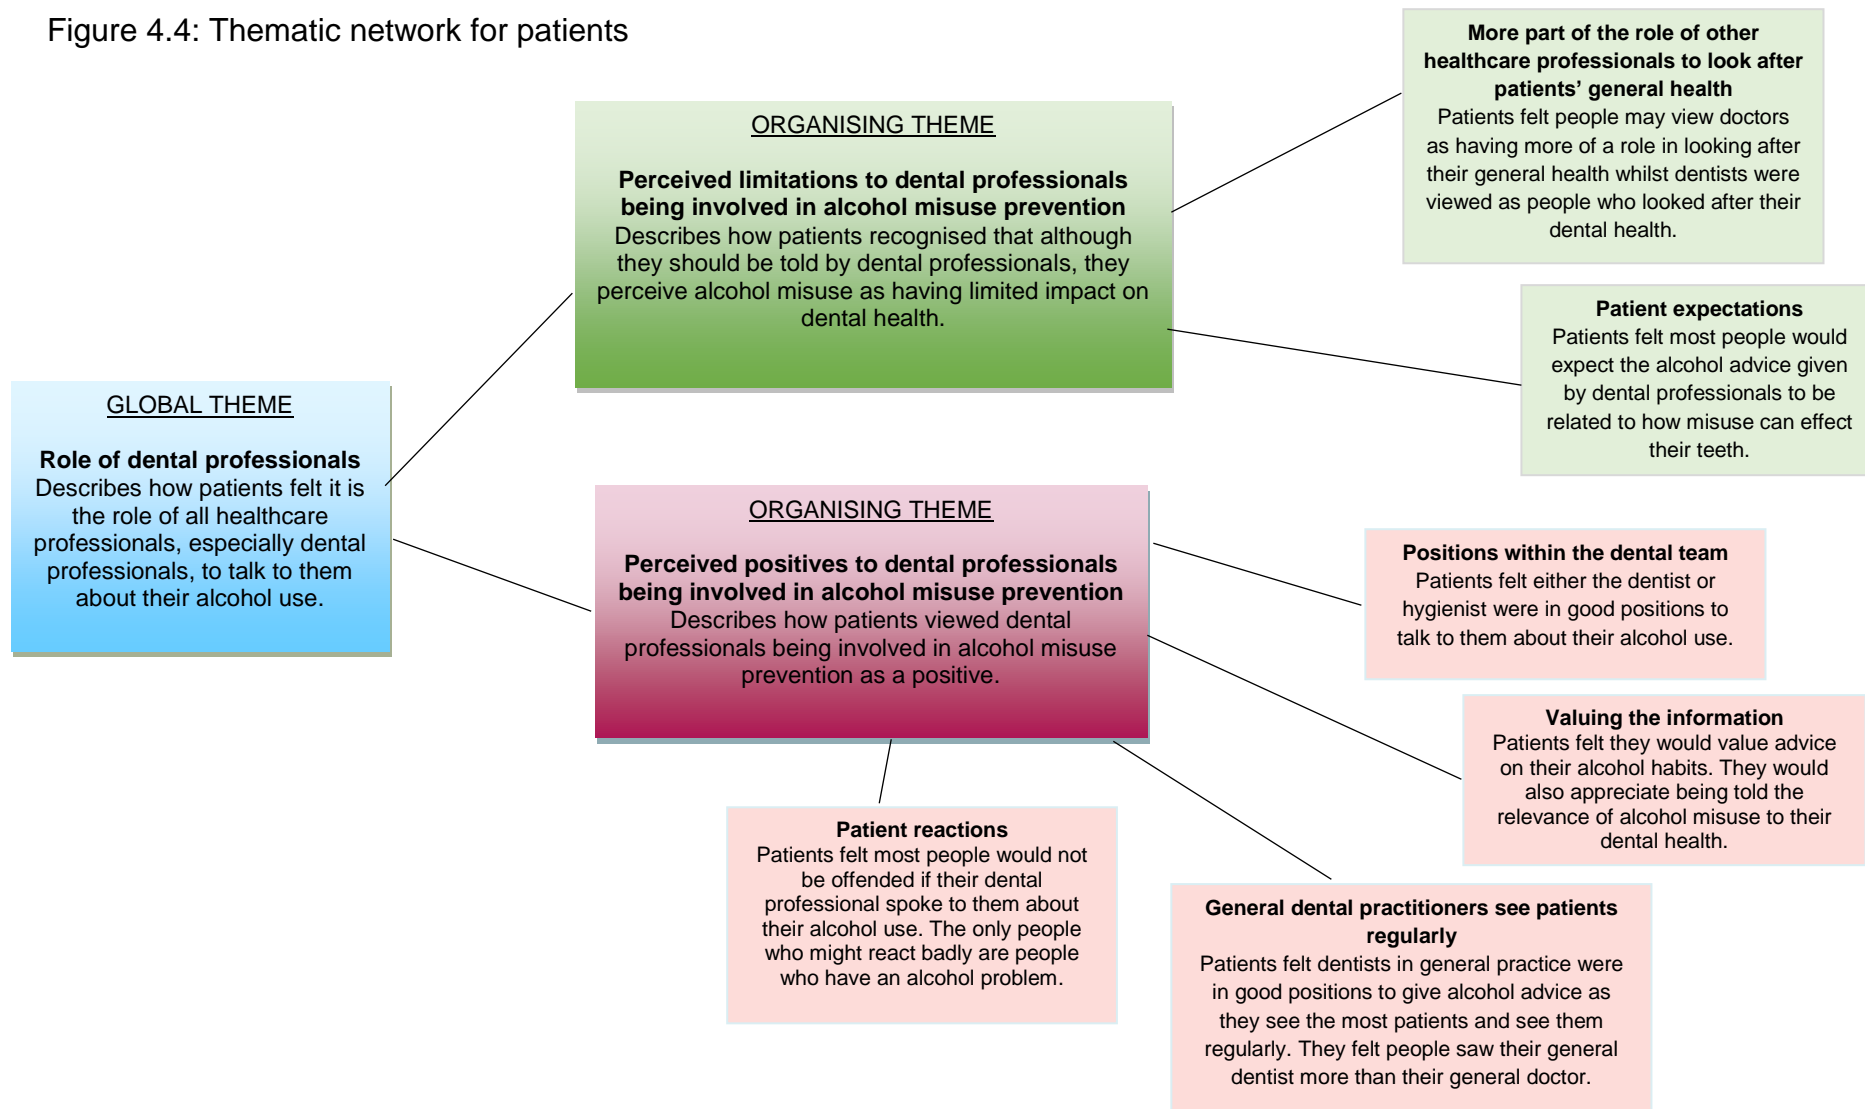 Figure 4.4: Thematic network for patients
GLOBAL THEME
Role of dental professionals
Describes how patients felt it is
the role of all healthcare
professionals, especially dental
professionals, to talk to them
about their alcohol use.
ORGANISING THEME
Perceived limitations to dental professionals
being involved in alcohol misuse prevention
Describes how patients recognised that although
they should be told by dental professionals, they
perceive alcohol misuse as having limited impact on
dental health.
More part of the role of other
healthcare professionals to look after
patients’ general health
Patients felt people may view doctors
as having more of a role in looking after
their general health whilst dentists were
viewed as people who looked after their
dental health.
Patient expectations
Patients felt most people would
expect the alcohol advice given
by dental professionals to be
related to how misuse can effect
their teeth.
ORGANISING THEME
Perceived positives to dental professionals
being involved in alcohol misuse prevention
Describes how patients viewed dental
professionals being involved in alcohol misuse
prevention as a positive.
Positions within the dental team
Patients felt either the dentist or
hygienist were in good positions to
talk to them about their alcohol use.
Valuing the information
Patients felt they would value advice
on their alcohol habits. They would
also appreciate being told the
relevance of alcohol misuse to their
dental health.
Patient reactions
Patients felt most people would not
be offended if their dental
professional spoke to them about
their alcohol use. The only people
who might react badly are people
who have an alcohol problem.
General dental practitioners see patients
regularly
Patients felt dentists in general practice were
in good positions to give alcohol advice as
they see the most patients and see them
regularly. They felt people saw their general
dentist more than their general doctor.